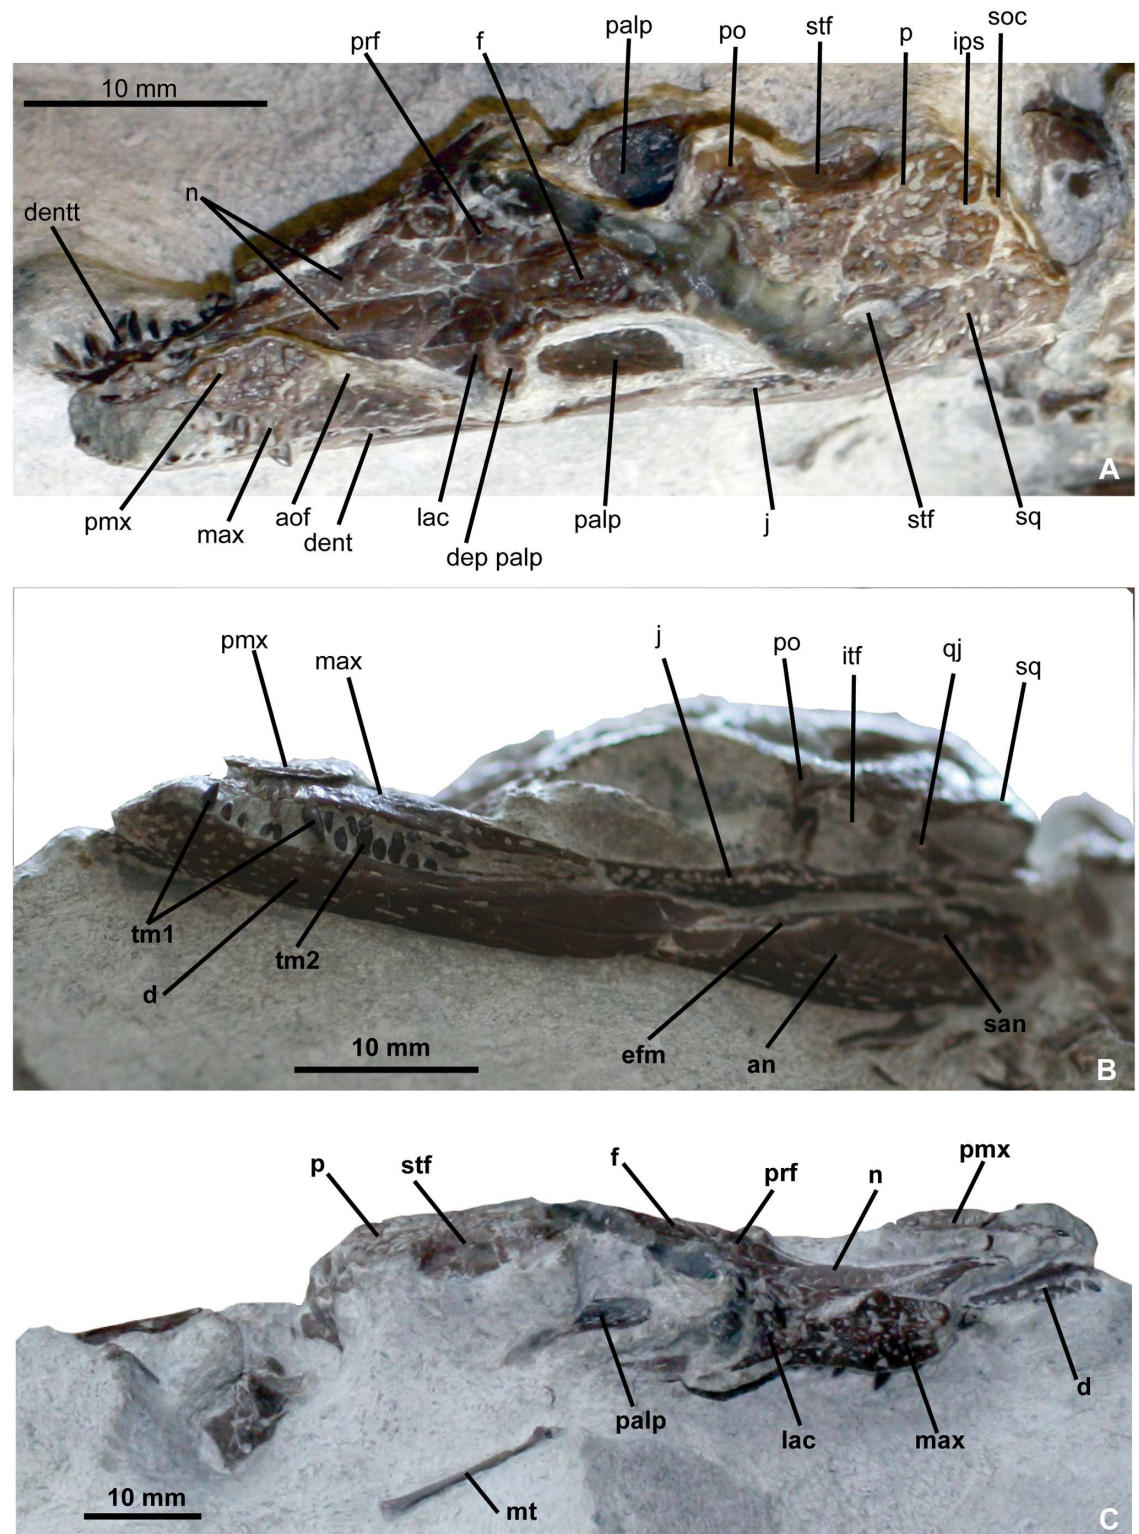 prf f palp po stf p ips soc
10 mm
n
dentt
A
pmx max aof dent lac dep palp palp j stf sq
pmx max j po itf qj sq
tm1 tm2
d
10 mm
efm an san
B
p stf f prf n pmx
palp lac max d
10 mm
mt
C